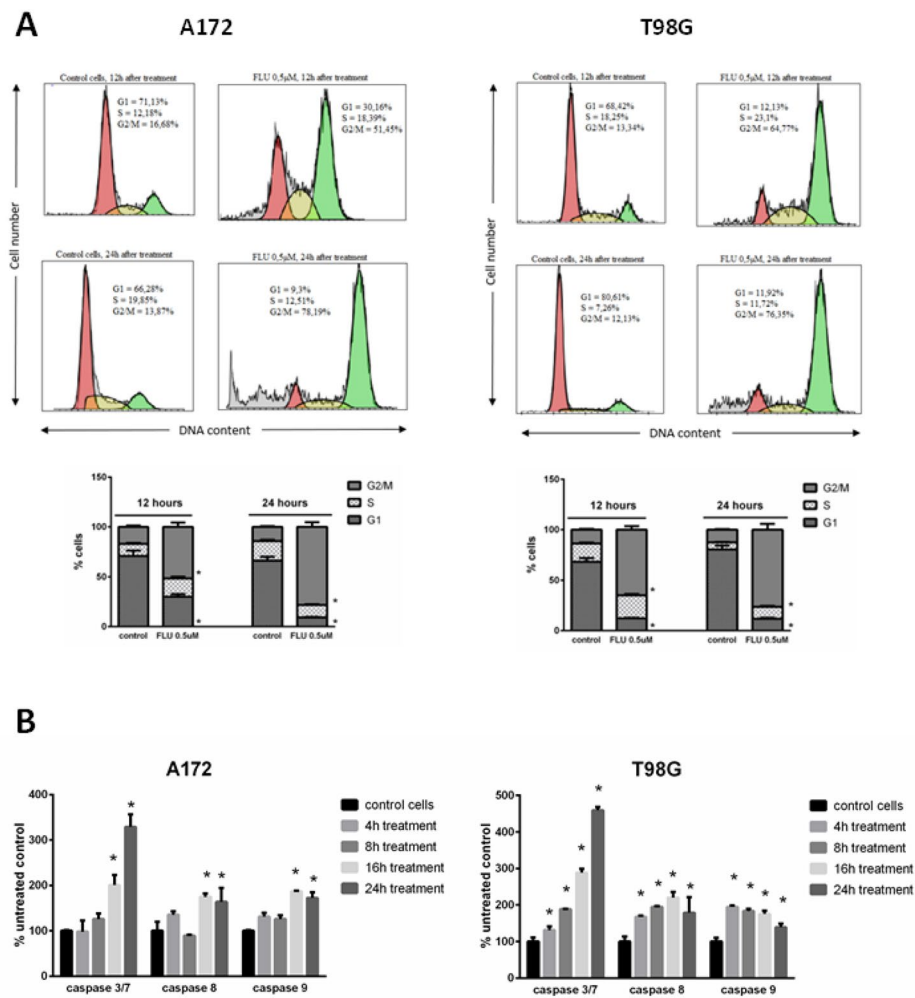 A
A172
T98G
Control cells, 12h after treatment
G1 = 71,13%
S = 12,18%
G2/M = 16,68%
FLU 0,5µM, 12h after treatment
G1 = 30,16%
S = 18,39%
G2/M = 51,45%
Control cells, 12h after treatment
G1 = 68,42%
S = 18,25%
G2/M = 13,34%
FLU 0,5µM, 12h after treatment
G1 = 12,13%
S = 23,1%
G2/M = 64,77%
Cell number
Cell number
Control cells, 24h after treatment
G1 = 66,28%
S = 19,85%
G2/M = 13,87%
FLU 0,5µM, 24h after treatment
G1 = 9,3%
S = 12,51%
G2/M = 78,19%
Control cells, 24h after treatment
G1 = 80,61%
S = 7,26%
G2/M = 12,13%
FLU 0,5µM, 24h after treatment
G1 = 11,92%
S = 11,72%
G2/M = 76,35%
DNA content
DNA content
150
100
50
0
% cells
12 hours
24 hours
* * * *
control
FLU 0.5uM
control
FLU 0.5uM
G2/M
S
G1
150
100
50
0
% cells
12 hours
24 hours
* * * *
control
FLU 0.5uM
control
FLU 0.5uM
G2/M
S
G1
B
A172
400
300
200
100
0
% untreated control
* * * * * *
caspase 3/7
caspase 8
caspase 9
control cells
4h treatment
8h treatment
16h treatment
24h treatment
T98G
500
400
300
200
100
0
% untreated control
* * * * * * * * * * * *
caspase 3/7
caspase 8
caspase 9
control cells
4h treatment
8h treatment
16h treatment
24h treatment